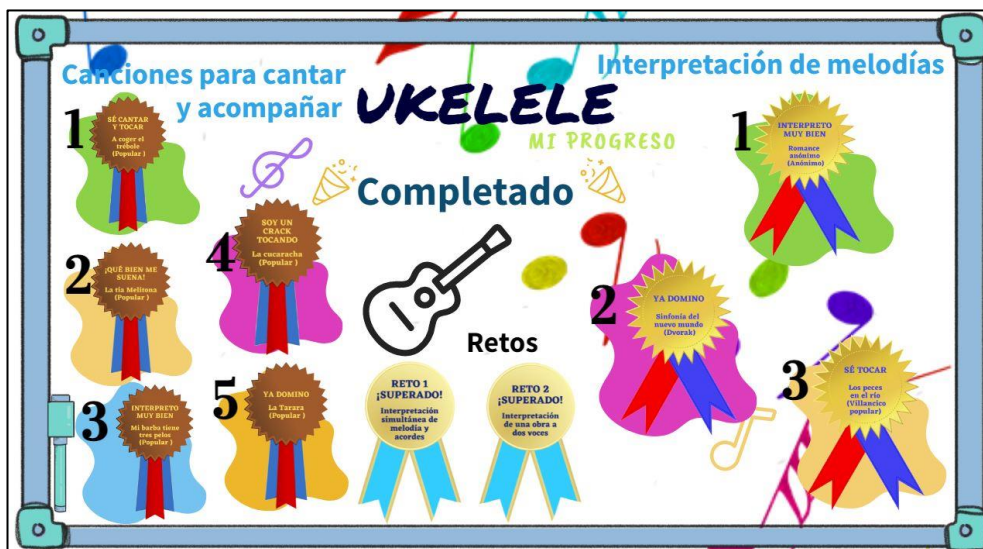 Canciones para cantar
y acompañar
UKELELE
MI PROGRESO
Completado
Interpretación de melodías
1
SÉ CANTAR
Y TOCAR
A coger el
trébole
(Popular )
2
¡QUÉ BIEN ME
SUENA!
La tía Melitona
(Popular )
3
INTERPRETO
MUY BIEN
Mi barba tiene
tres pelos
(Popular )
4
SOY UN
CRACK
TOCANDO
La cucaracha
(Popular )
5
YA DOMINO
La Tarara
(Popular )
Retos
RETO 1
¡SUPERADO!
Interpretación
simultánea de
melodía y
acordes
RETO 2
¡SUPERADO!
Interpretación
de una obra a
dos voces
1
INTERPRETO
MUY BIEN
Romance
anónimo
(Anónimo)
2
YA DOMINO
Sinfonía del
nuevo mundo
(Dvorak)
3
SÉ TOCAR
Los peces
en el río
(Villancico
popular)